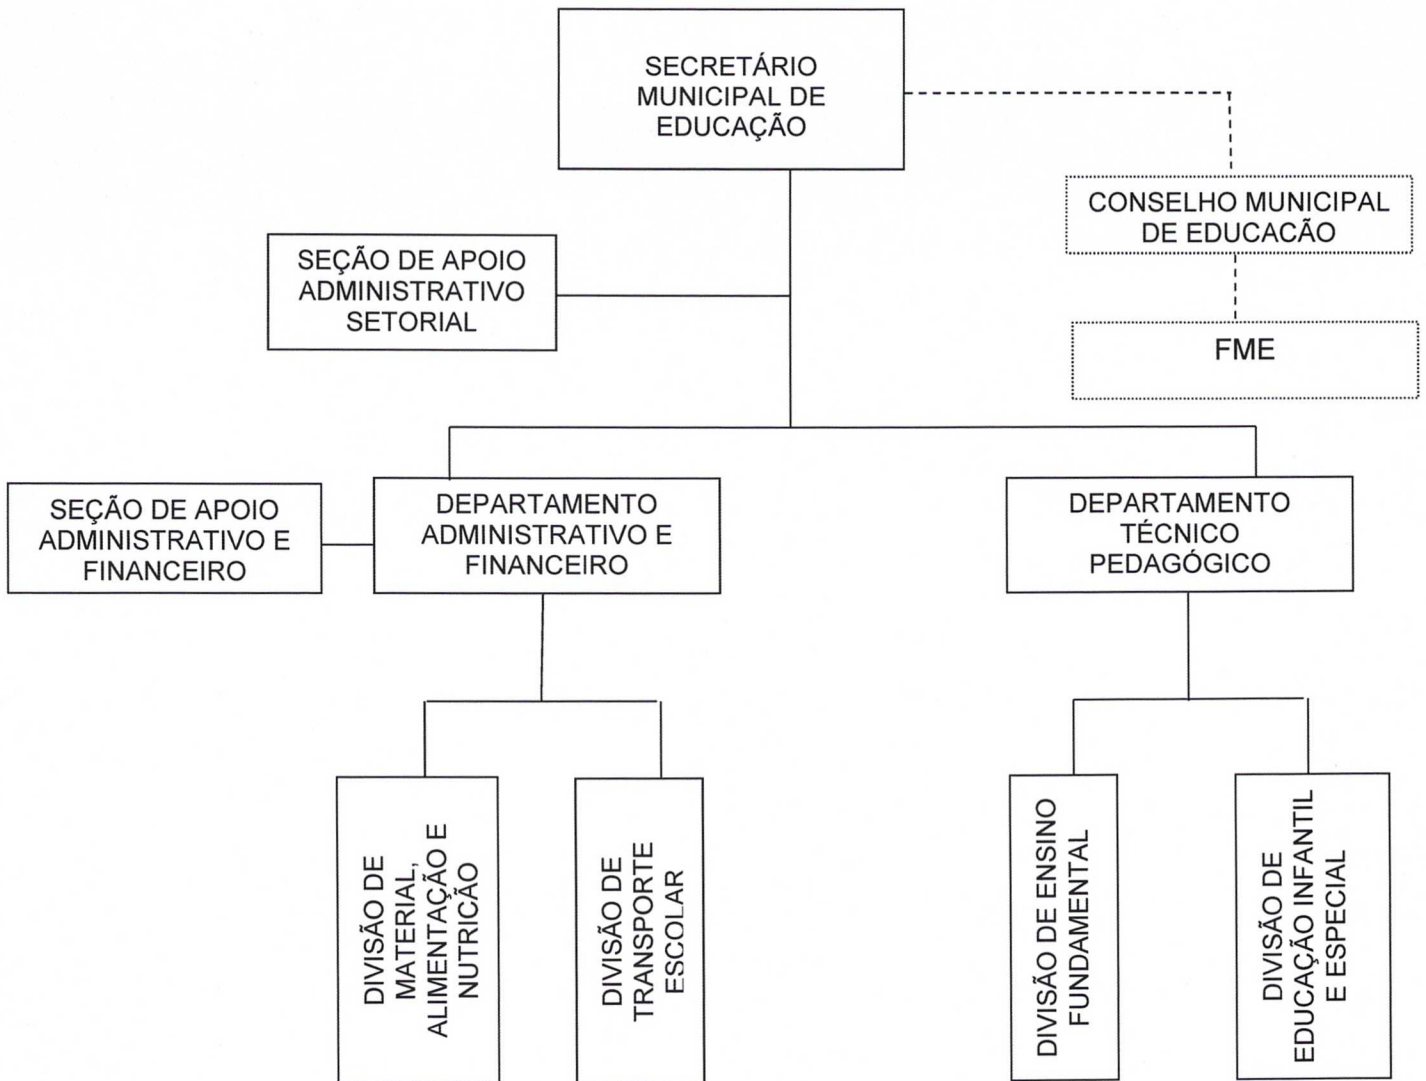 SECRETÁRIO
MUNICIPAL DE
EDUCAÇÃO
CONSELHO MUNICIPAL
DE EDUCACÃO
SEÇÃO DE APOIO
ADMINISTRATIVO
SETORIAL
FME
SEÇÃO DE APOIO
ADMINISTRATIVO E
FINANCEIRO
DEPARTAMENTO
ADMINISTRATIVO E
FINANCEIRO
DEPARTAMENTO
TÉCNICO
PEDAGÓGICO
DIVISÃO DE
MATERIAL,
ALIMENTAÇÃO E
NUTRICÃO
DIVISÃO DE
TRANSPORTE
ESCOLAR
DIVISÃO DE ENSINO
FUNDAMENTAL
DIVISÃO DE
EDUCAÇÃO INFANTIL
E ESPECIAL